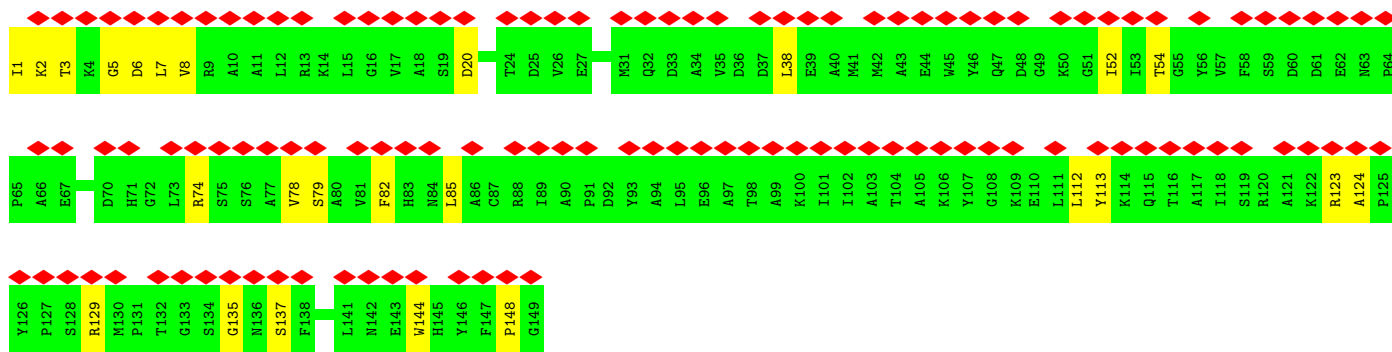 I1 K2 T3 K4 G5 D6 L7 V8 R9 A10 A11 L12 R13 K14 L15 G16 V17 A18 S19 D20 T24 D25 V26 E27 M31 Q32 D33 A34 V35 D36 D37 L38 E39 A40 M41 M42 A43 E44 W45 Y46 Q47 D48 G49 K50 G51 I52 I53 T54 G55 Y56 V57 F58 S59 D60 D61 E62 N63 P64
P65 A66 E67 D70 H71 G72 L73 R74 S75 S76 A77 V78 S79 A80 V81 F82 H83 N84 L85 A86 C87 R88 I89 A90 P91 D92 Y93 A94 L95 E96 A97 T98 A99 K100 I101 I102 A103 T104 A105 K106 Y107 G108 K109 E110 L111 L112 Y113 K114 Q115 T116 A117 I118 S119 R120 A121 K122 R123 A124 P125
Y126 P127 S128 R129 M130 P131 T132 G133 S134 G135 N136 S137 F138 L141 N142 E143 W144 H145 Y146 F147 P148 G149